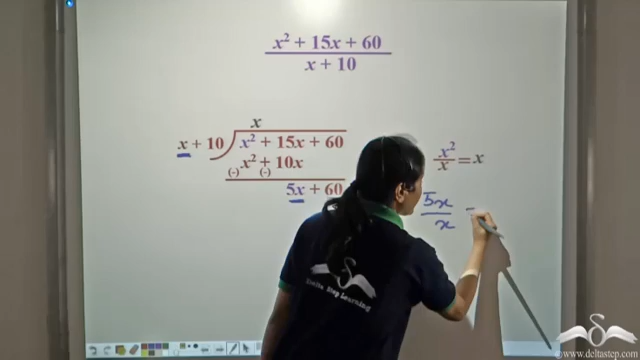 x² + 15x + 60
x + 10
x
x + 10 x² + 15x + 60
x² + 10x
(-) (-)
5x + 60
x²/x = x
5x/x
Delta Step Learning
©www.deltastep.com